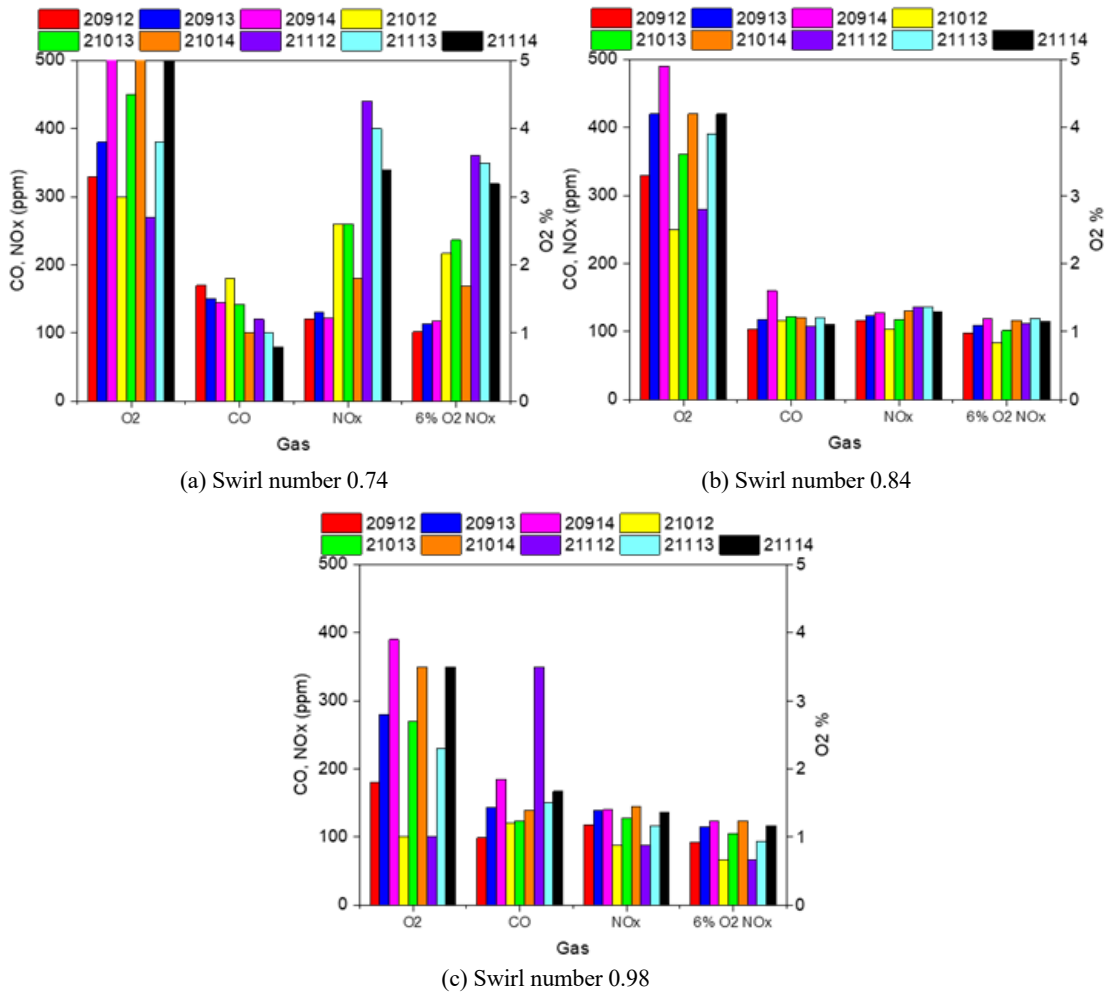 20912 20913 20914 21012
21013 21014 21112 21113 21114
500 400 300 200 100 0
CO, NOx (ppm)
5 4 3 2 1 0
O2 %
O2 CO NOx 6% O2 NOx
Gas
(a) Swirl number 0.74
20912 20913 20914 21012
21013 21014 21112 21113 21114
500 400 300 200 100 0
CO, NOx (ppm)
5 4 3 2 1 0
O2 %
O2 CO NOx 6% O2 NOx
Gas
(b) Swirl number 0.84
20912 20913 20914 21012
21013 21014 21112 21113 21114
500 400 300 200 100 0
CO, NOx (ppm)
5 4 3 2 1 0
O2 %
O2 CO NOx 6% O2 NOx
Gas
(c) Swirl number 0.98